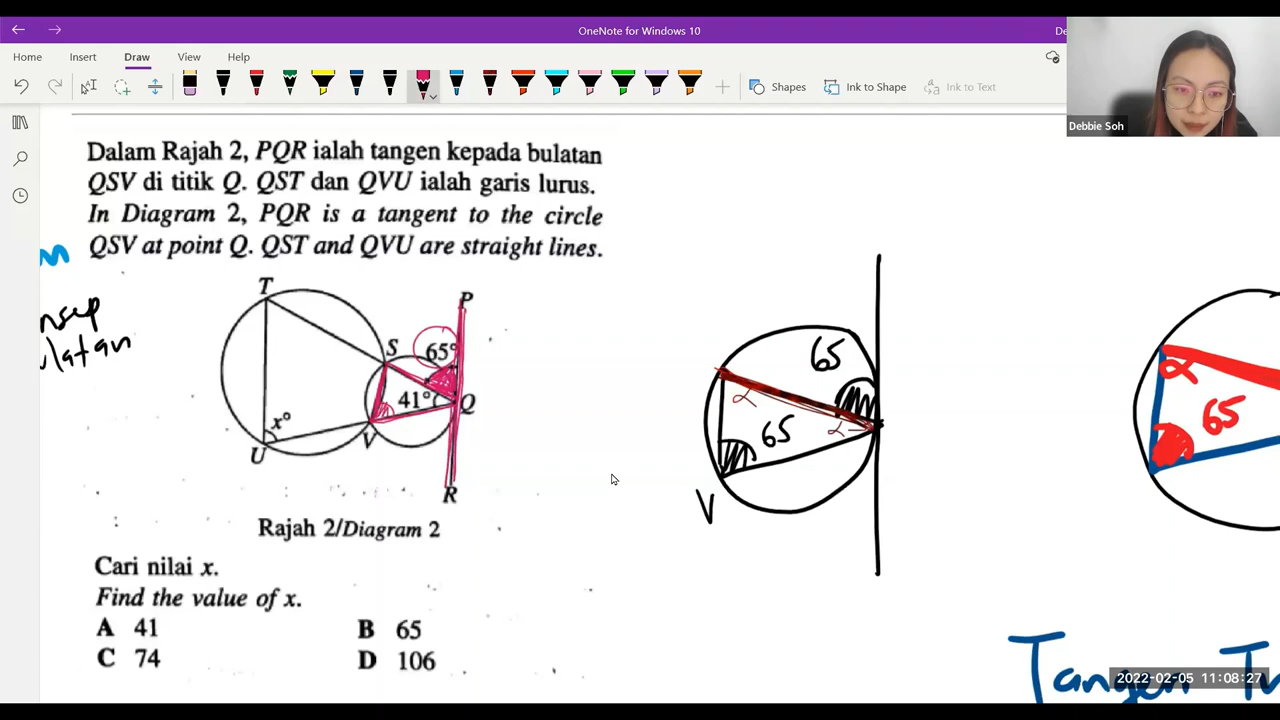 OneNote for Windows 10
De
Home Insert Draw View Help
Shapes Ink to Shape Ink to Text
Debbie Soh
Dalam Rajah 2, PQR ialah tangen kepada bulatan
QSV di titik Q. QST dan QVU ialah garis lurus.
In Diagram 2, PQR is a tangent to the circle
QSV at point Q. QST and QVU are straight lines.
T
P
S
65°
41°
Q
x°
V
U
R
65
α
α
65
V
α
65
Rajah 2/Diagram 2
Cari nilai x.
Find the value of x.
A 41 B 65
C 74 D 106
Tangen
2022-02-05 11:08:27